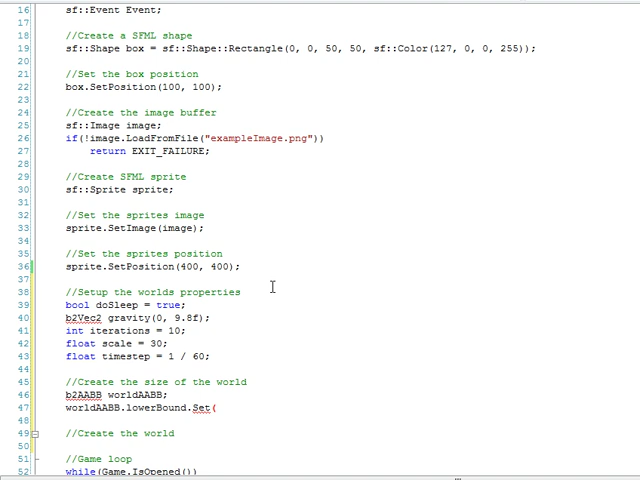 16 sf::Event Event;
17
18 //Create a SFML shape
19 sf::Shape box = sf::Shape::Rectangle(0, 0, 50, 50, sf::Color(127, 0, 0, 255));
20
21 //Set the box position
22 box.SetPosition(100, 100);
23
24 //Create the image buffer
25 sf::Image image;
26 if(!image.LoadFromFile("exampleImage.png"))
27 return EXIT_FAILURE;
28
29 //Create SFML sprite
30 sf::Sprite sprite;
31
32 //Set the sprites image
33 sprite.SetImage(image);
34
35 //Set the sprites position
36 sprite.SetPosition(400, 400);
37
38 //Setup the worlds properties
39 bool doSleep = true;
40 b2Vec2 gravity(0, 9.8f);
41 int iterations = 10;
42 float scale = 30;
43 float timestep = 1 / 60;
44
45 //Create the size of the world
46 b2AABB worldAABB;
47 worldAABB.lowerBound.Set(
48
49 //Create the world
50
51 //Game loop
52 while(Game.IsOpened())